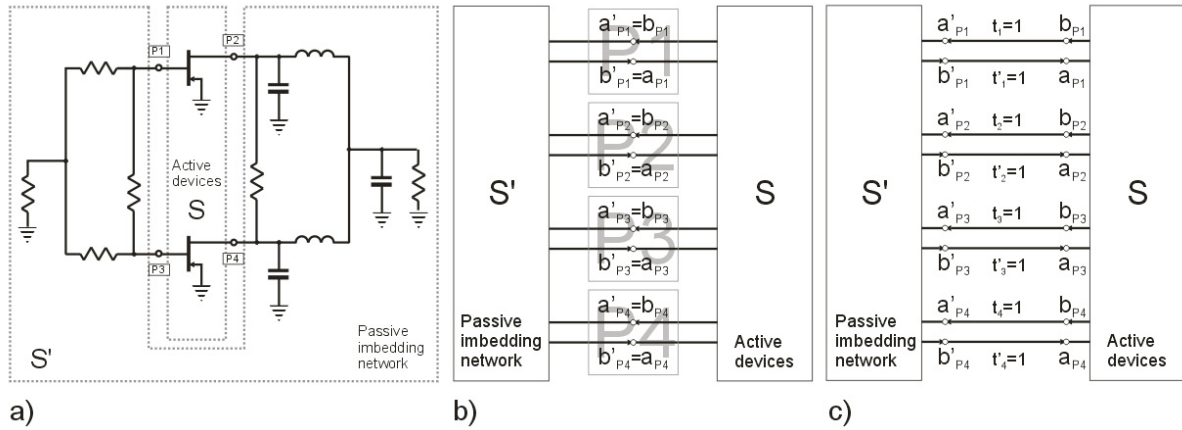 P1
P2
Active
devices
S
P3
P4
S'
Passive
imbedding
network
a)
P1
a'P1=bP1
b'P1=aP1
P2
a'P2=bP2
b'P2=aP2
S'
S
P3
a'P3=bP3
b'P3=aP3
P4
a'P4=bP4
b'P4=aP4
Passive
imbedding
network
Active
devices
b)
a'P1 t1=1 bP1
b'P1 t'1=1 aP1
a'P2 t2=1 bP2
b'P2 t'2=1 aP2
S'
S
a'P3 t3=1 bP3
b'P3 t'3=1 aP3
a'P4 t4=1 bP4
b'P4 t'4=1 aP4
Passive
imbedding
network
Active
devices
c)